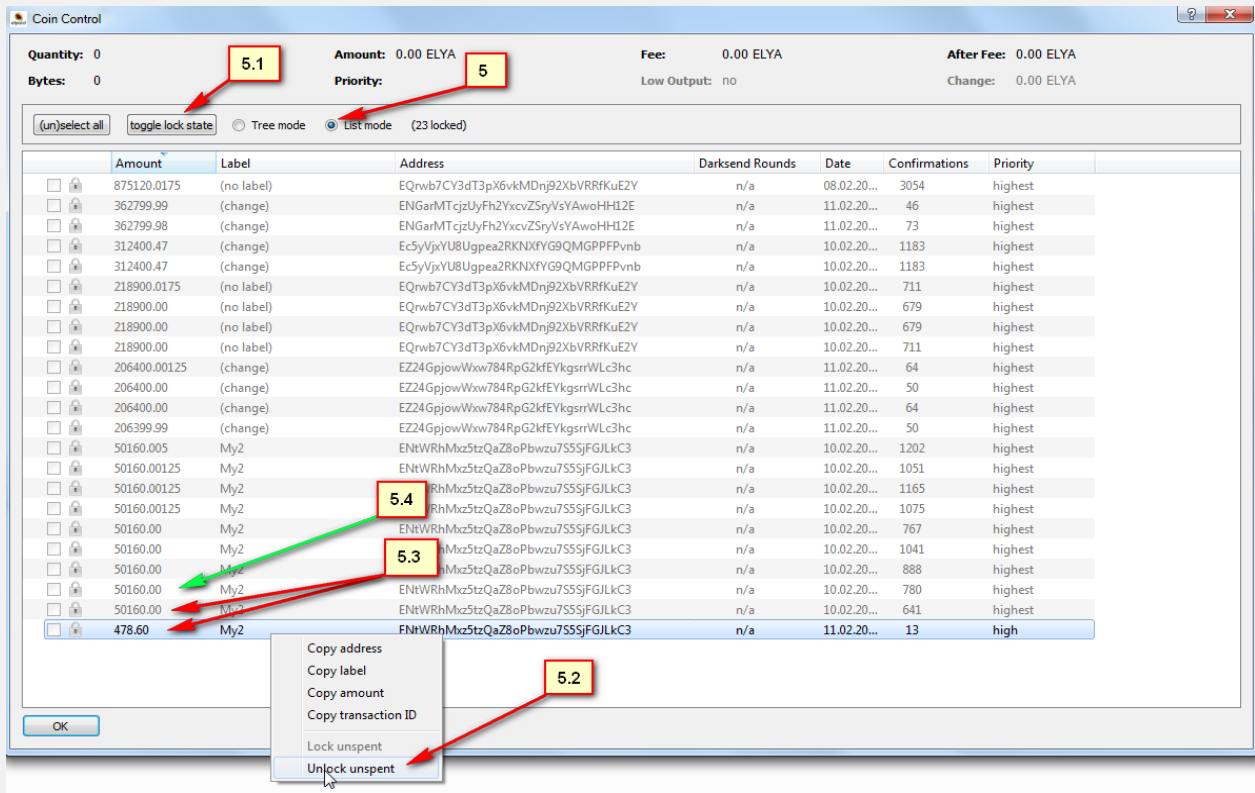 Coin Control
Quantity: 0 Amount: 0.00 ELYA Fee: 0.00 ELYA After Fee: 0.00 ELYA
5.1
5
Bytes: 0 Priority: Low Output: no Change: 0.00 ELYA
(un)select all toggle lock state Tree mode List mode (23 locked)
Amount Label Address Darksend Rounds Date Confirmations Priority
875120.0175 (no label) EQrwb7CY3dT3pX6vkMDnj92XbVRRfKuE2Y n/a 08.02.20... 3054 highest
362799.99 (change) ENGarMTcjzUyFh2YxcvZSryVsYAwoHH12E n/a 11.02.20... 46 highest
362799.98 (change) ENGarMTcjzUyFh2YxcvZSryVsYAwoHH12E n/a 11.02.20... 73 highest
312400.47 (change) Ec5yVjxYU8Ugpea2RKNXfYG9QMGPPFPvnb n/a 10.02.20... 1183 highest
312400.47 (change) Ec5yVjxYU8Ugpea2RKNXfYG9QMGPPFPvnb n/a 10.02.20... 1183 highest
218900.0175 (no label) EQrwb7CY3dT3pX6vkMDnj92XbVRRfKuE2Y n/a 10.02.20... 711 highest
218900.00 (no label) EQrwb7CY3dT3pX6vkMDnj92XbVRRfKuE2Y n/a 10.02.20... 679 highest
218900.00 (no label) EQrwb7CY3dT3pX6vkMDnj92XbVRRfKuE2Y n/a 10.02.20... 679 highest
218900.00 (no label) EQrwb7CY3dT3pX6vkMDnj92XbVRRfKuE2Y n/a 10.02.20... 711 highest
206400.00125 (change) EZ24GpjowWxw784RpG2kfEYkgsrrWLc3hc n/a 11.02.20... 64 highest
206400.00 (change) EZ24GpjowWxw784RpG2kfEYkgsrrWLc3hc n/a 11.02.20... 50 highest
206400.00 (change) EZ24GpjowWxw784RpG2kfEYkgsrrWLc3hc n/a 11.02.20... 64 highest
206399.99 (change) EZ24GpjowWxw784RpG2kfEYkgsrrWLc3hc n/a 11.02.20... 50 highest
50160.005 My2 ENtWRhMxz5tzQaZ8oPbwzu7S5SjFGJLkC3 n/a 10.02.20... 1202 highest
50160.00125 My2 ENtWRhMxz5tzQaZ8oPbwzu7S5SjFGJLkC3 n/a 10.02.20... 1051 highest
50160.00125 My2 RhMxz5tzQaZ8oPbwzu7S5SjFGJLkC3 n/a 10.02.20... 1165 highest
5.4
50160.00125 My2 RhMxz5tzQaZ8oPbwzu7S5SjFGJLkC3 n/a 10.02.20... 1075 highest
50160.00 My2 ENtWRhMxz5tzQaZ8oPbwzu7S5SjFGJLkC3 n/a 10.02.20... 767 highest
50160.00 My2 hMxz5tzQaZ8oPbwzu7S5SjFGJLkC3 n/a 10.02.20... 1041 highest
5.3
50160.00 My2 hMxz5tzQaZ8oPbwzu7S5SjFGJLkC3 n/a 10.02.20... 888 highest
50160.00 My2 ENtWRhMxz5tzQaZ8oPbwzu7S5SjFGJLkC3 n/a 10.02.20... 780 highest
50160.00 My2 ENtWRhMxz5tzQaZ8oPbwzu7S5SjFGJLkC3 n/a 10.02.20... 641 highest
478.60 My2 ENtWRhMxz5tzQaZ8oPbwzu7S5SjFGJLkC3 n/a 11.02.20... 13 high
Copy address
Copy label
5.2
Copy amount
Copy transaction ID
OK
Lock unspent
Unlock unspent